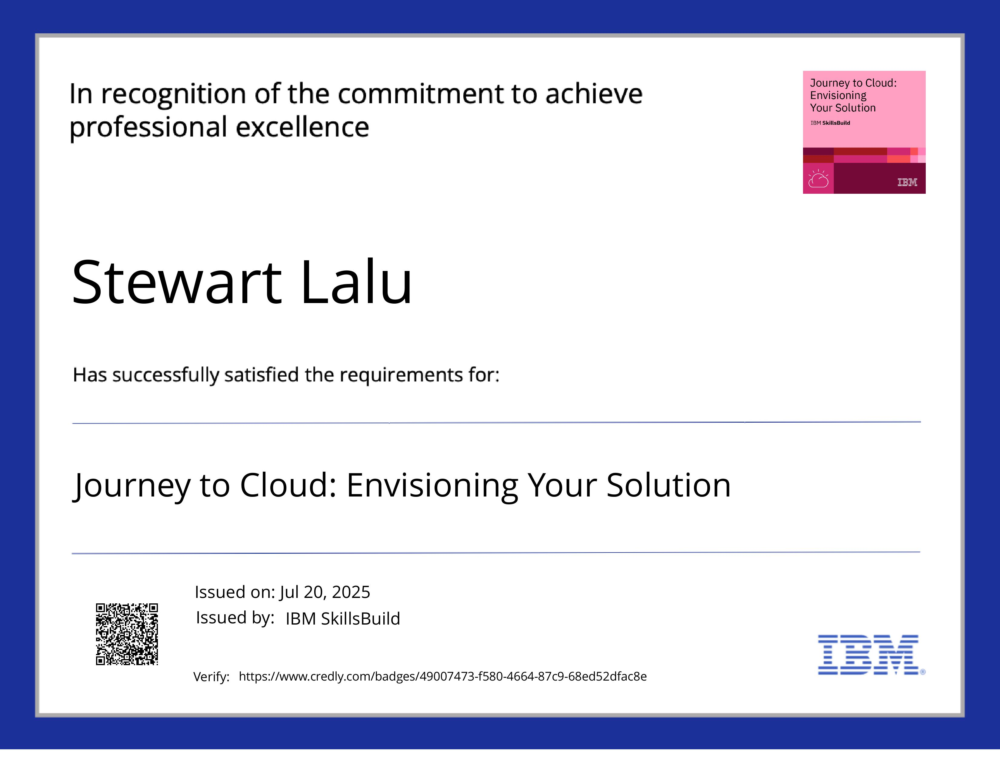 In recognition of the commitment to achieve
professional excellence
Journey to Cloud:
Envisioning
Your Solution
IBM SkillsBuild
IBM
Stewart Lalu
Has successfully satisfied the requirements for:
Journey to Cloud: Envisioning Your Solution
Issued on: Jul 20, 2025
Issued by: IBM SkillsBuild
IBM®
Verify: https://www.credly.com/badges/49007473-f580-4664-87c9-68ed52dfac8e